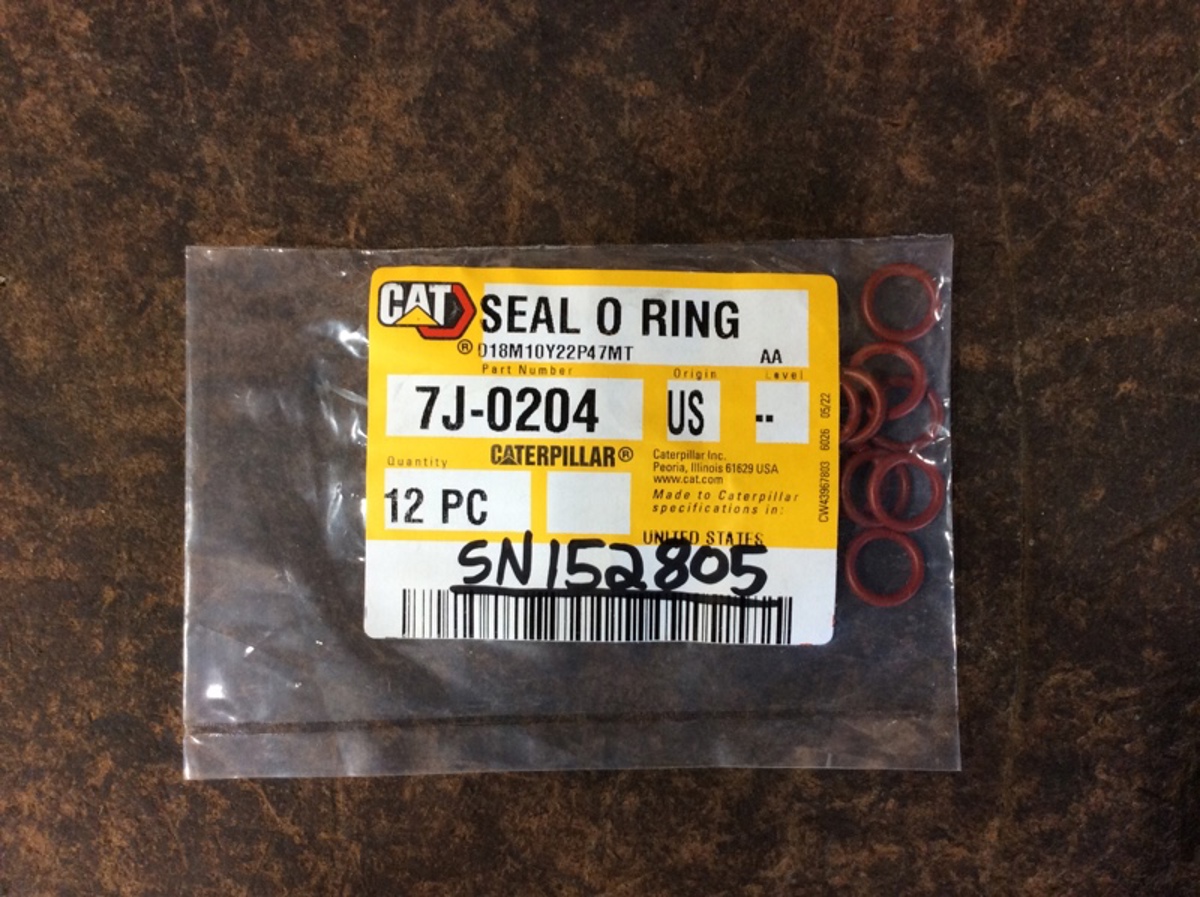 CAT
®
SEAL O RING
D18M10Y22P47MT AA
Part Number Origin Level
7J-0204 US --
CATERPILLAR®
Caterpillar Inc.
Peoria, Illinois 61629 USA
www.cat.com
Quantity
12 PC
Made to Caterpillar
specifications in:
UNITED STATES
SN152805
CW43967803 6026 05/22